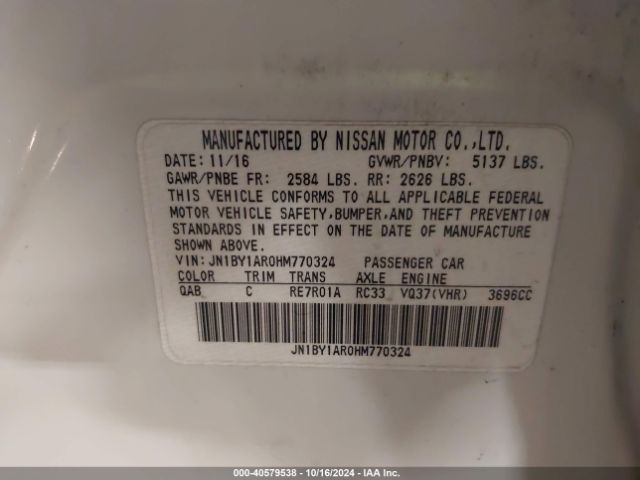 MANUFACTURED BY NISSAN MOTOR CO.,LTD.
DATE: 11/16 GVWR/PNBV: 5137 LBS.
GAWR/PNBE FR: 2584 LBS. RR: 2626 LBS.
THIS VEHICLE CONFORMS TO ALL APPLICABLE FEDERAL
MOTOR VEHICLE SAFETY,BUMPER,AND THEFT PREVENTION
STANDARDS IN EFFECT ON THE DATE OF MANUFACTURE
SHOWN ABOVE.
VIN: JN1BY1AR0HM770324 PASSENGER CAR
COLOR TRIM TRANS AXLE ENGINE
QAB C RE7R01A RC33 VQ37(VHR) 3696CC
JN1BY1AR0HM770324
000-40579538 - 10/16/2024 - IAA Inc.